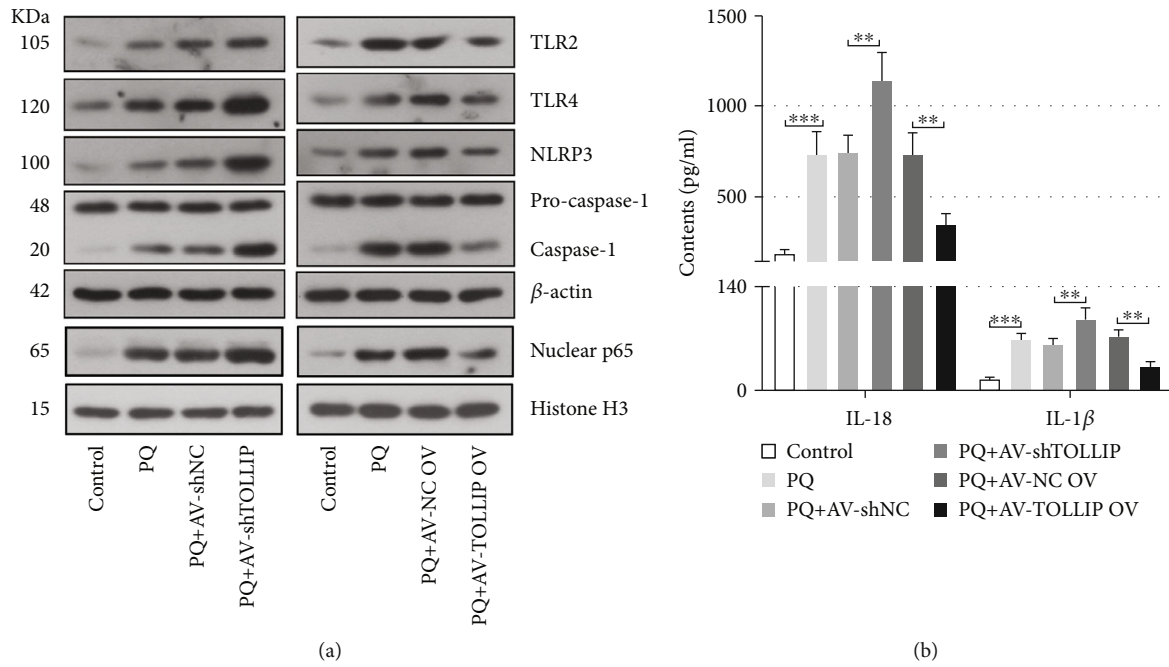 KDa
105
120
100
48
20
42
65
15
TLR2
TLR4
NLRP3
Pro-caspase-1
Caspase-1
β-actin
Nuclear p65
Histone H3
Control
PQ
PQ+AV-shNC
PQ+AV-shTOLLIP
Control
PQ
PQ+AV-NC OV
PQ+AV-TOLLIP OV
(a)
Contents (pg/ml)
1500
1000
500
140
0
***
**
**
***
**
**
IL-18
IL-1β
Control
PQ
PQ+AV-shNC
PQ+AV-shTOLLIP
PQ+AV-NC OV
PQ+AV-TOLLIP OV
(b)